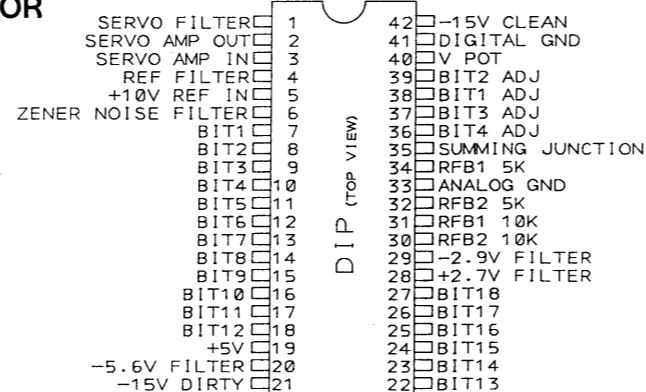 OR
SERVO FILTER 1 42 -15V CLEAN
SERVO AMP OUT 2 41 DIGITAL GND
SERVO AMP IN 3 40 V POT
REF FILTER 4 39 BIT2 ADJ
+10V REF IN 5 38 BIT1 ADJ
ZENER NOISE FILTER 6 37 BIT3 ADJ
BIT1 7 36 BIT4 ADJ
BIT2 8 35 SUMMING JUNCTION
BIT3 9 34 RFB1 5K
BIT4 10 33 ANALOG GND
BIT5 11 32 RFB2 5K
BIT6 12 31 RFB1 10K
BIT7 13 30 RFB2 10K
BIT8 14 29 -2.9V FILTER
BIT9 15 28 +2.7V FILTER
BIT10 16 27 BIT18
BIT11 17 26 BIT17
BIT12 18 25 BIT16
+5V 19 24 BIT15
-5.6V FILTER 20 23 BIT14
-15V DIRTY 21 22 BIT13
DIP (TOP VIEW)